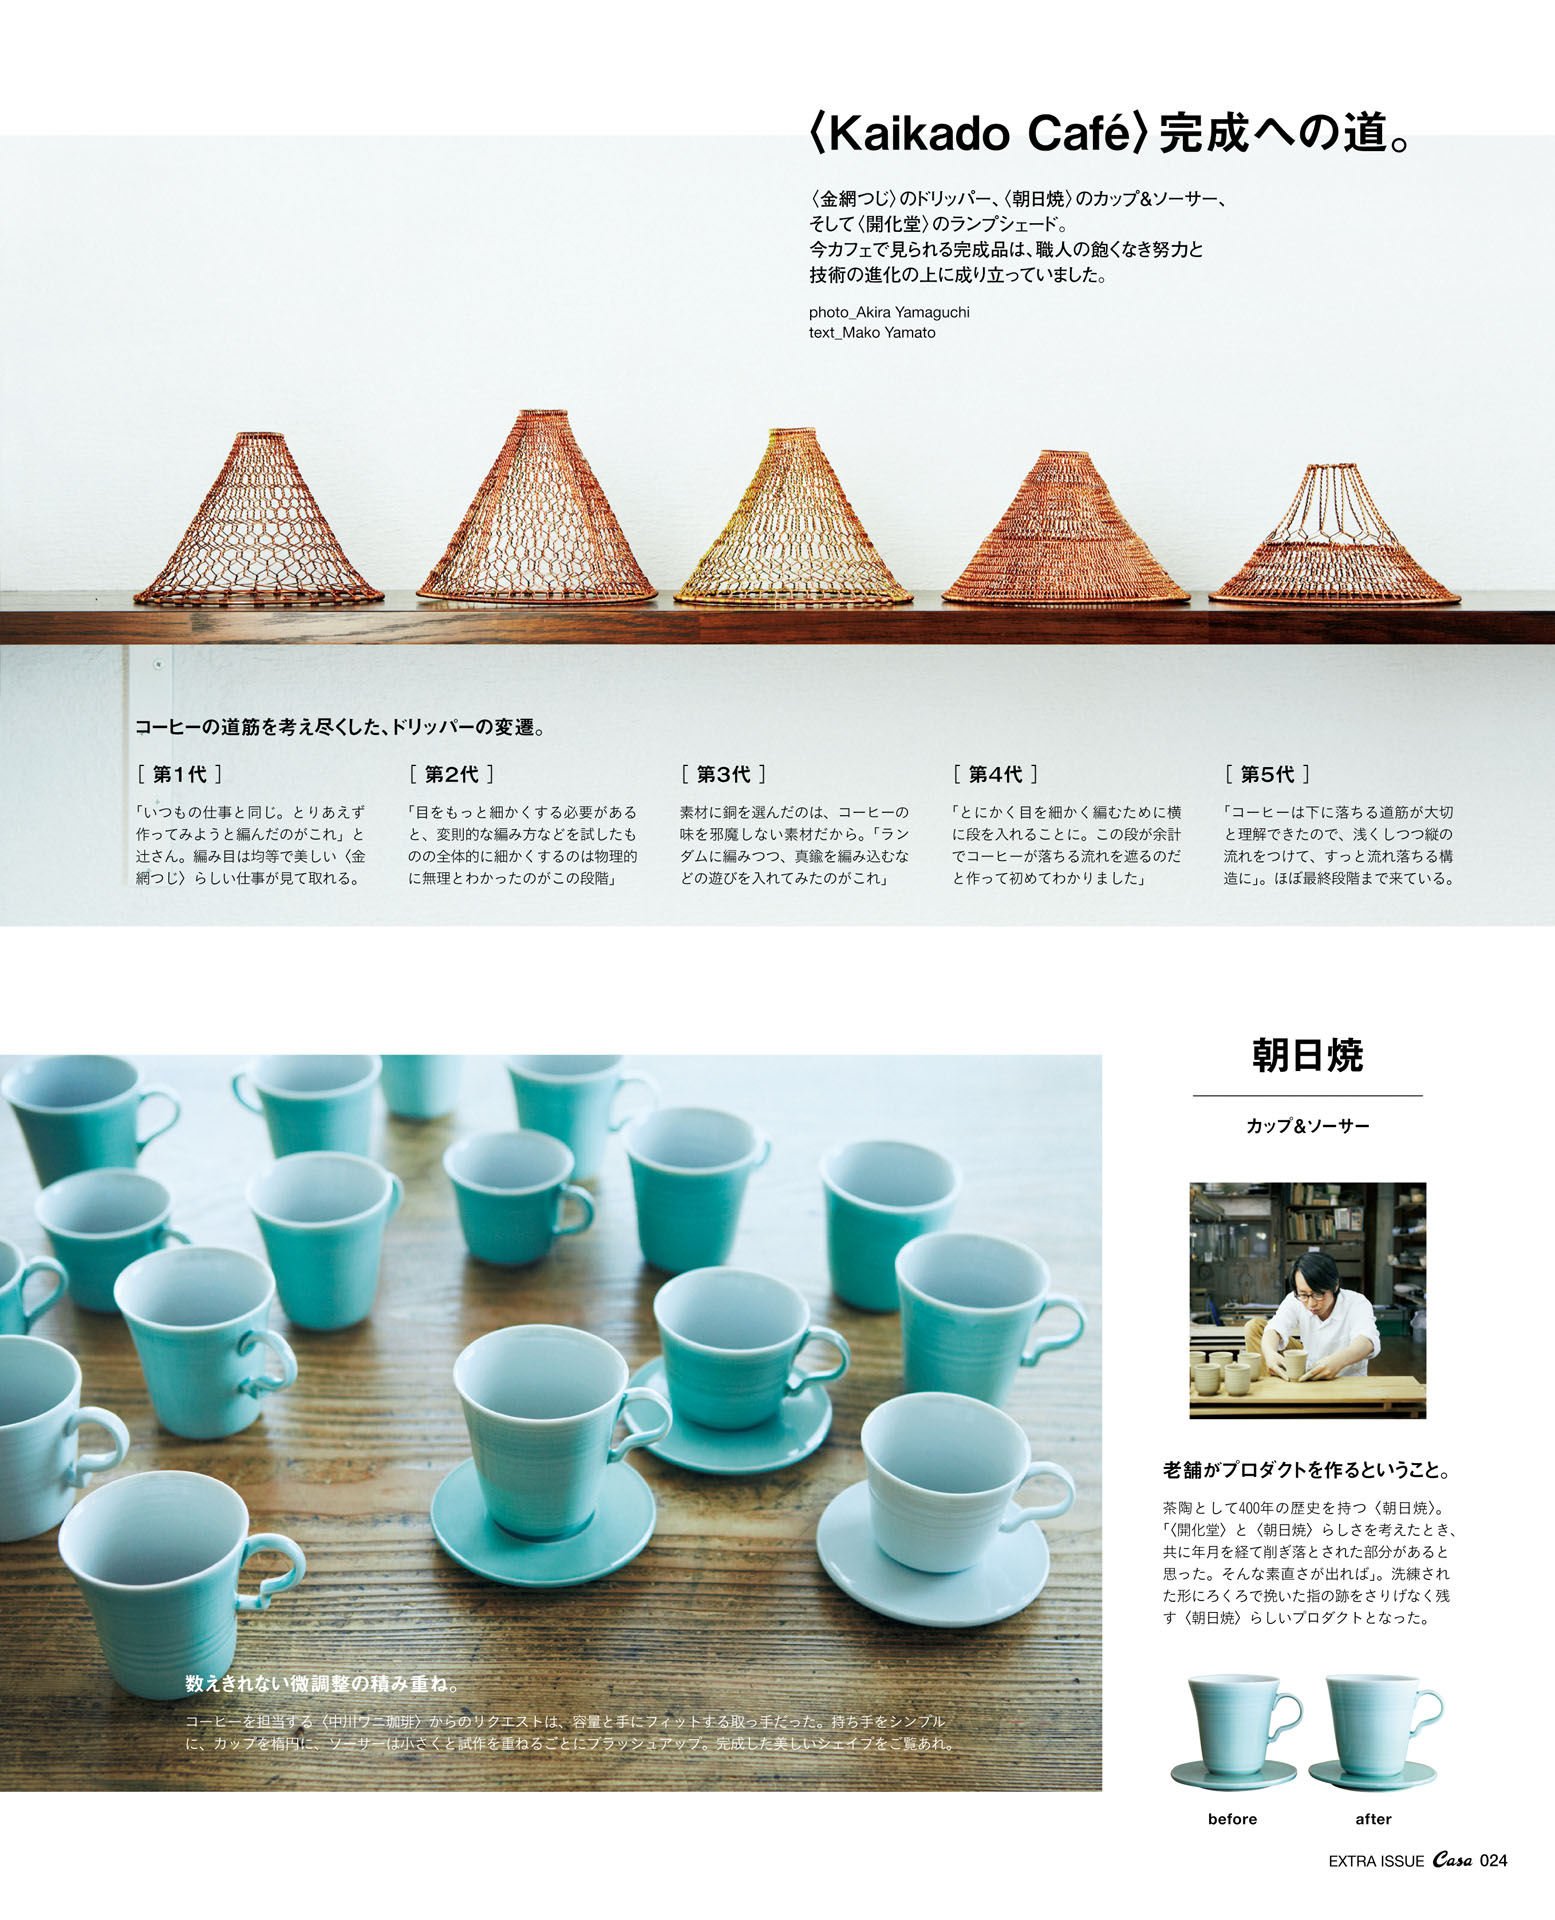 〈Kaikado Café〉完成への道。
〈金網つじ〉のドリッパー、〈朝日焼〉のカップ&ソーサー、
そして〈開化堂〉のランプシェード。
今カフェで見られる完成品は、職人の飽くなき努力と
技術の進化の上に成り立っていました。
photo_Akira Yamaguchi
text_Mako Yamato
コーヒーの道筋を考え尽くした、ドリッパーの変遷。
［ 第1代 ］
「いつもの仕事と同じ。とりあえず
作ってみようと編んだのがこれ」と
辻さん。編み目は均等で美しい〈金
網つじ〉らしい仕事が見て取れる。
［ 第2代 ］
「目をもっと細かくする必要がある
と、変則的な編み方などを試したも
のの全体的に細かくするのは物理的
に無理とわかったのがこの段階」
［ 第3代 ］
素材に銅を選んだのは、コーヒーの
味を邪魔しない素材だから。「ラン
ダムに編みつつ、真鍮を編み込むな
どの遊びを入れてみたのがこれ」
［ 第4代 ］
「とにかく目を細かく編むために横
に段を入れることに。この段が余計
でコーヒーが落ちる流れを遮るのだ
と作って初めてわかりました」
［ 第5代 ］
「コーヒーは下に落ちる道筋が大切
と理解できたので、浅くしつつ縦の
流れをつけて、すっと流れ落ちる構
造に」。ほぼ最終段階まで来ている。
朝日焼
カップ&ソーサー
老舗がプロダクトを作るということ。
茶陶として400年の歴史を持つ〈朝日焼〉。
「〈開化堂〉と〈朝日焼〉らしさを考えたとき、
共に年月を経て削ぎ落とされた部分があると
思った。そんな素直さが出れば」。洗練され
た形にろくろで挽いた指の跡をさりげなく残
す〈朝日焼〉らしいプロダクトとなった。
数えきれない微調整の積み重ね。
コーヒーを担当する〈中川ワニ珈琲〉からのリクエストは、容量と手にフィットする取っ手だった。持ち手をシンプル
に、カップを楕円に、ソーサーは小さくと試作を重ねるごとにブラッシュアップ。完成した美しいシェイプをご覧あれ。
before
after
EXTRA ISSUE Casa 024